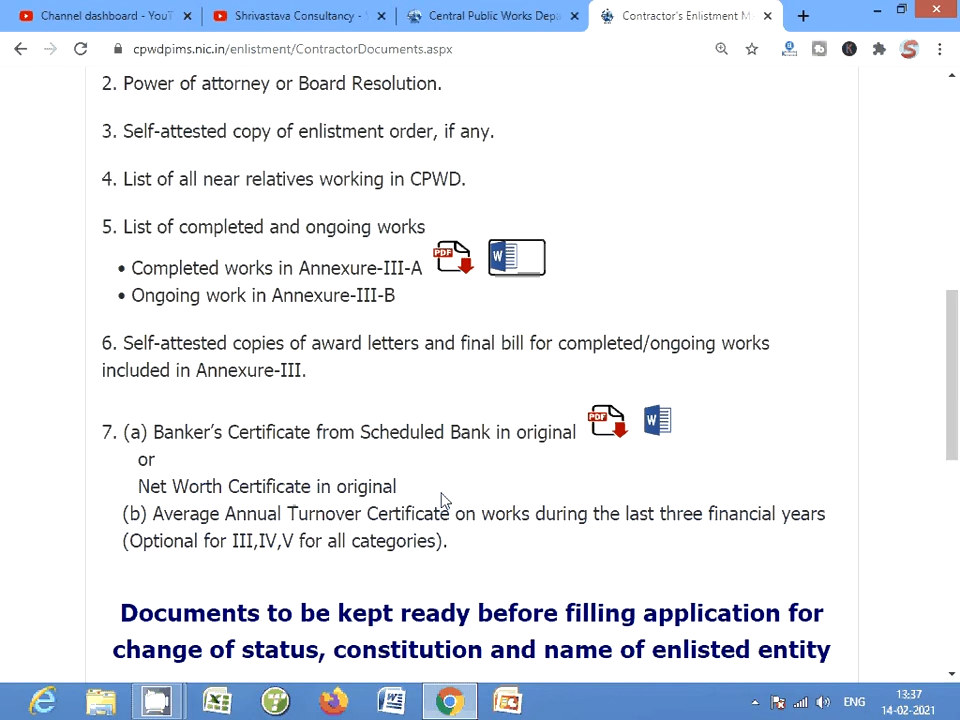 Channel dashboard - YouT
Shrivastava Consultancy -
Central Public Works Depa
Contractor's Enlistment M
cpwdpims.nic.in/enlistment/ContractorDocuments.aspx
2. Power of attorney or Board Resolution.
3. Self-attested copy of enlistment order, if any.
4. List of all near relatives working in CPWD.
5. List of completed and ongoing works
PDF
W
• Completed works in Annexure-III-A
• Ongoing work in Annexure-III-B
6. Self-attested copies of award letters and final bill for completed/ongoing works
included in Annexure-III.
PDF
W
7. (a) Banker's Certificate from Scheduled Bank in original
or
Net Worth Certificate in original
(b) Average Annual Turnover Certificate on works during the last three financial years
(Optional for III,IV,V for all categories).
Documents to be kept ready before filling application for
change of status, constitution and name of enlisted entity
ENG
13:37
14-02-2021